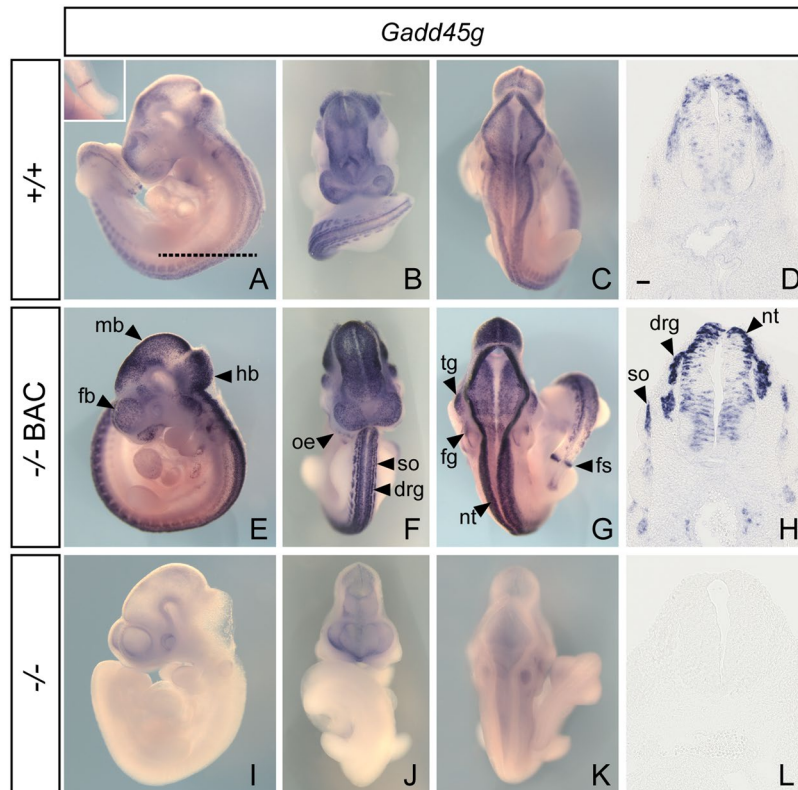 Gadd45g
+/+
A
B
C
D
-/- BAC
mb
hb
fb
E
oe
so
drg
F
tg
fg
nt
fs
G
drg
nt
so
H
-/-
I
J
K
L